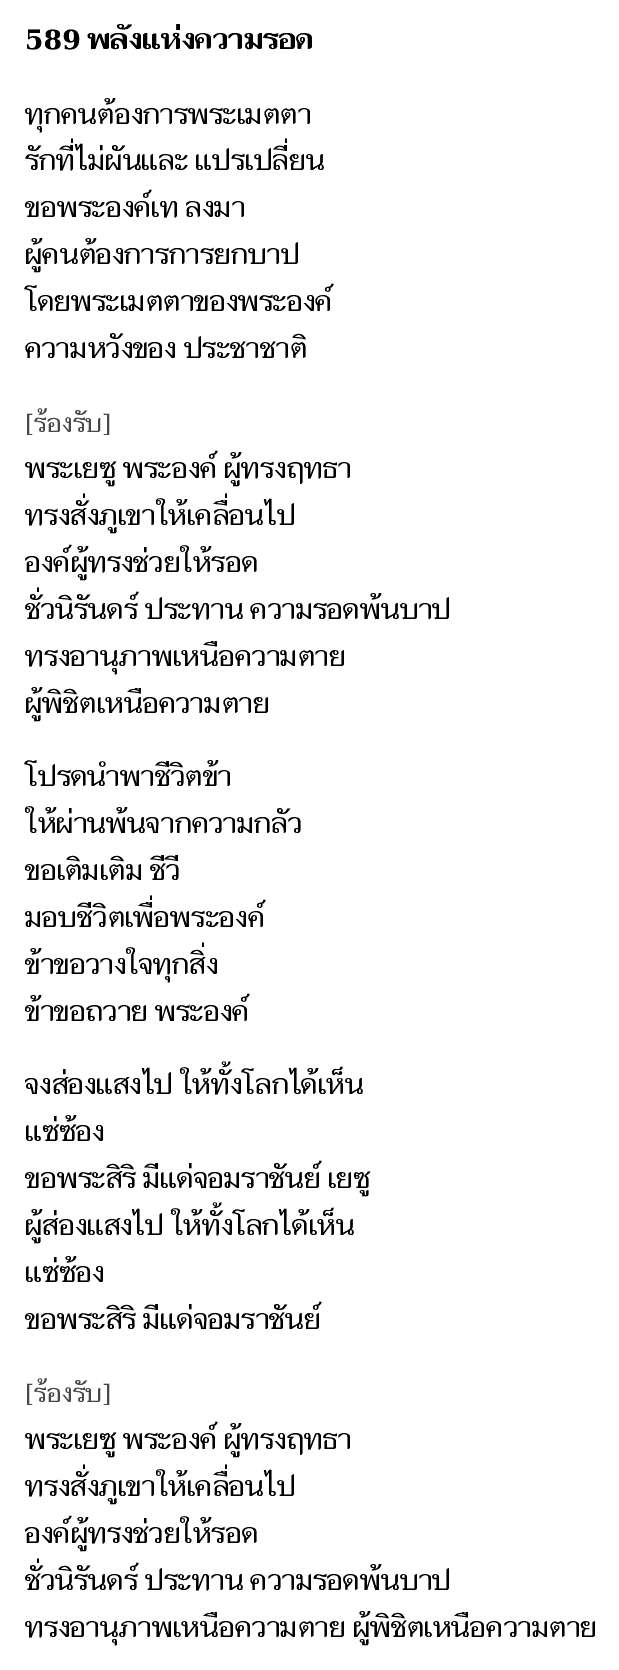 589 พลังแห่งความรอด
ทุกคนต้องการพระเมตตา
รักที่ไม่ผันและ แปรเปลี่ยน
ขอพระองค์เท ลงมา
ผู้คนต้องการการยกบาป
โดยพระเมตตาของพระองค์
ความหวังของ ประชาชาติ
[ร้องรับ]
พระเยซู พระองค์ ผู้ทรงฤทธา
ทรงสั่งภูเขาให้เคลื่อนไป
องค์ผู้ทรงช่วยให้รอด
ชั่วนิรันดร์ ประทาน ความรอดพ้นบาป
ทรงอานุภาพเหนือความตาย
ผู้พิชิตเหนือความตาย
โปรดนำพาชีวิตข้า
ให้ผ่านพ้นจากความกลัว
ขอเติมเติม ชีวี
มอบชีวิตเพื่อพระองค์
ข้าขอวางใจทุกสิ่ง
ข้าขอถวาย พระองค์
จงส่องแสงไป ให้ทั้งโลกได้เห็น
แซ่ซ้อง
ขอพระสิริ มีแด่จอมราชันย์ เยซู
ผู้ส่องแสงไป ให้ทั้งโลกได้เห็น
แซ่ซ้อง
ขอพระสิริ มีแด่จอมราชันย์
[ร้องรับ]
พระเยซู พระองค์ ผู้ทรงฤทธา
ทรงสั่งภูเขาให้เคลื่อนไป
องค์ผู้ทรงช่วยให้รอด
ชั่วนิรันดร์ ประทาน ความรอดพ้นบาป
ทรงอานุภาพเหนือความตาย ผู้พิชิตเหนือความตาย